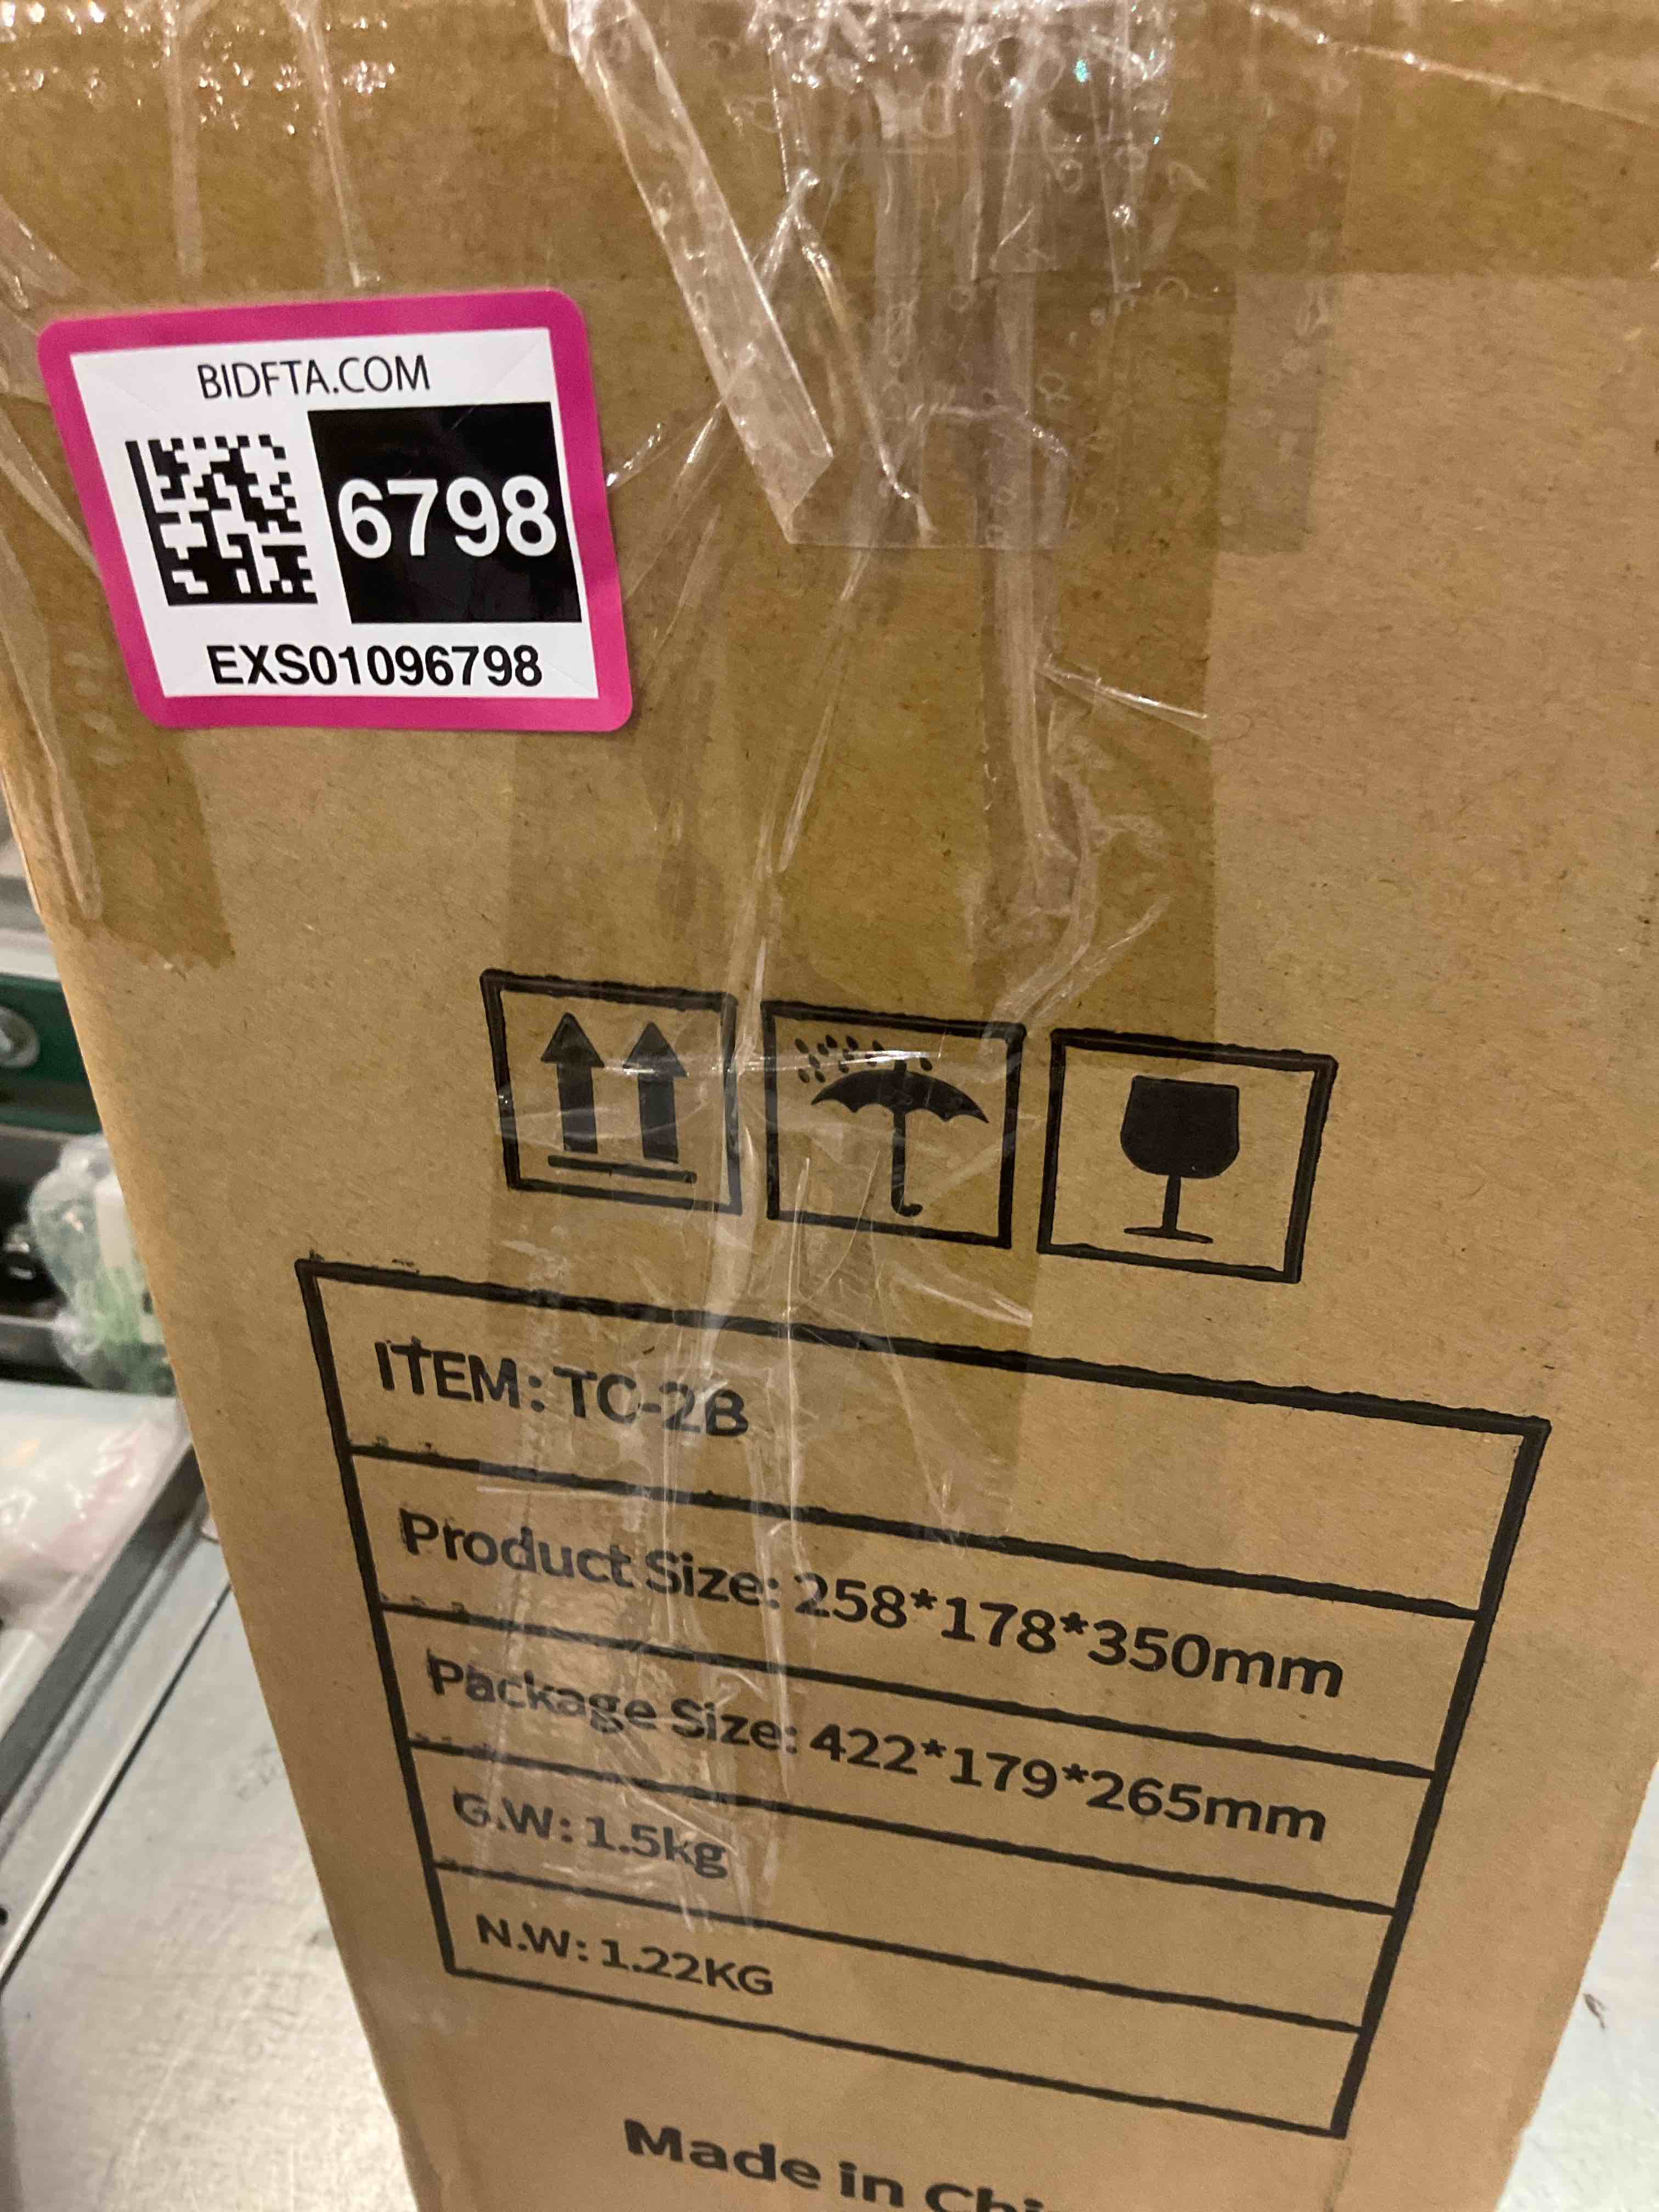 BIDFTA.COM
6798
EXS01096798
ITEM: TC-2B
Product Size: 258*178*350mm
Package Size: 422*179*265mm
G.W: 1.5kg
N.W: 1.22KG
Made in Chi